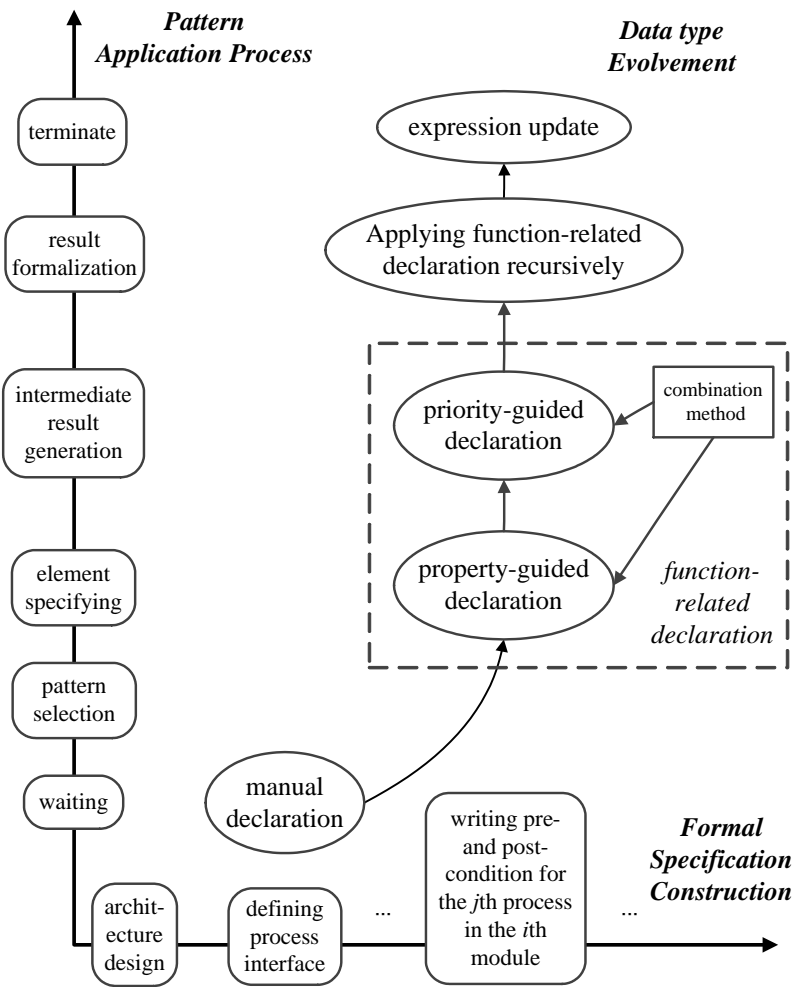 Pattern
Application Process
Data type
Evolvement
terminate
expression update
result
formalization
Applying function-related
declaration recursively
intermediate
result
generation
priority-guided
declaration
combination
method
element
specifying
property-guided
declaration
function-
related
declaration
pattern
selection
waiting
manual
declaration
writing pre-
and post-
condition for
the jth process
in the ith
module
Formal
Specification
Construction
archit-
ecture
design
defining
process
interface
...
...